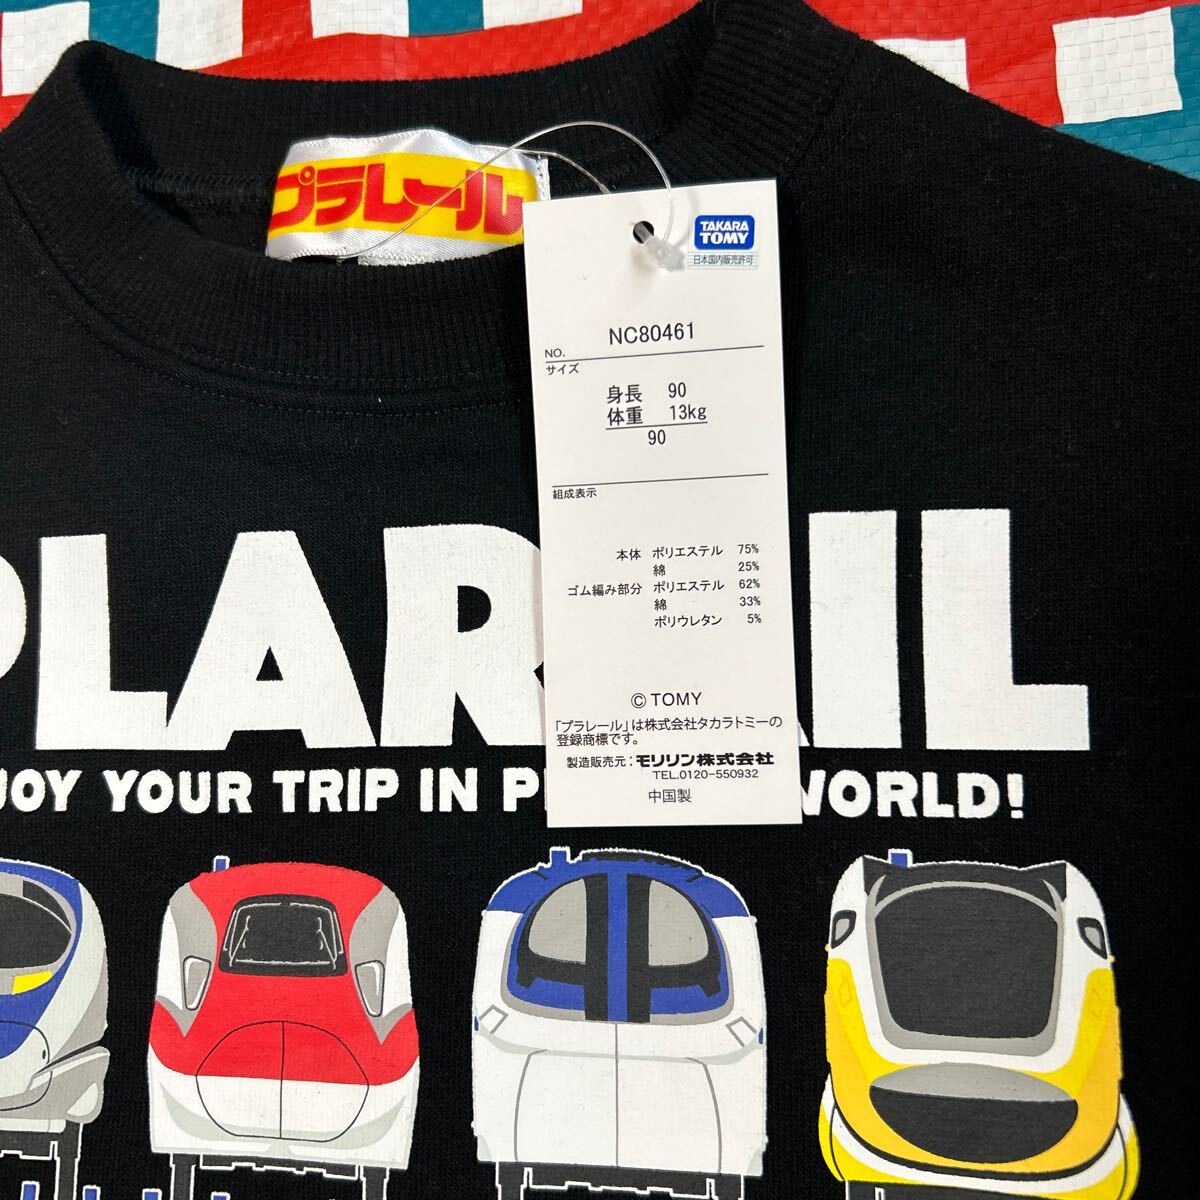 プラレール
TAKARA
TOMY
日本国内販売許可
NO. NC80461
サイズ
身長 90
体重 13kg
90
組成表示
本体 ポリエステル 75%
綿 25%
ゴム編み部分 ポリエステル 62%
綿 33%
ポリウレタン 5%
© TOMY
「プラレール」は株式会社タカラトミーの
登録商標です。
製造販売元:モリリン株式会社
TEL.0120-550932
中国製
PLAR IL
JOY YOUR TRIP IN P WORLD!